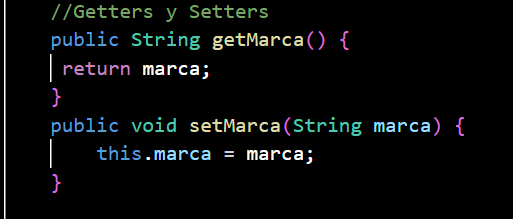 //Getters y Setters
public String getMarca() {
return marca;
}
public void setMarca(String marca) {
this.marca = marca;
}